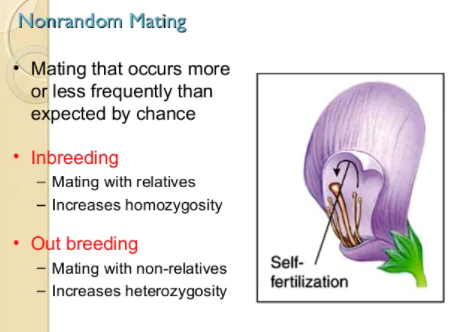 Nonrandom Mating
• Mating that occurs more
or less frequently than
expected by chance
• Inbreeding
– Mating with relatives
– Increases homozygosity
• Out breeding
– Mating with non-relatives
– Increases heterozygosity
Self-
fertilization